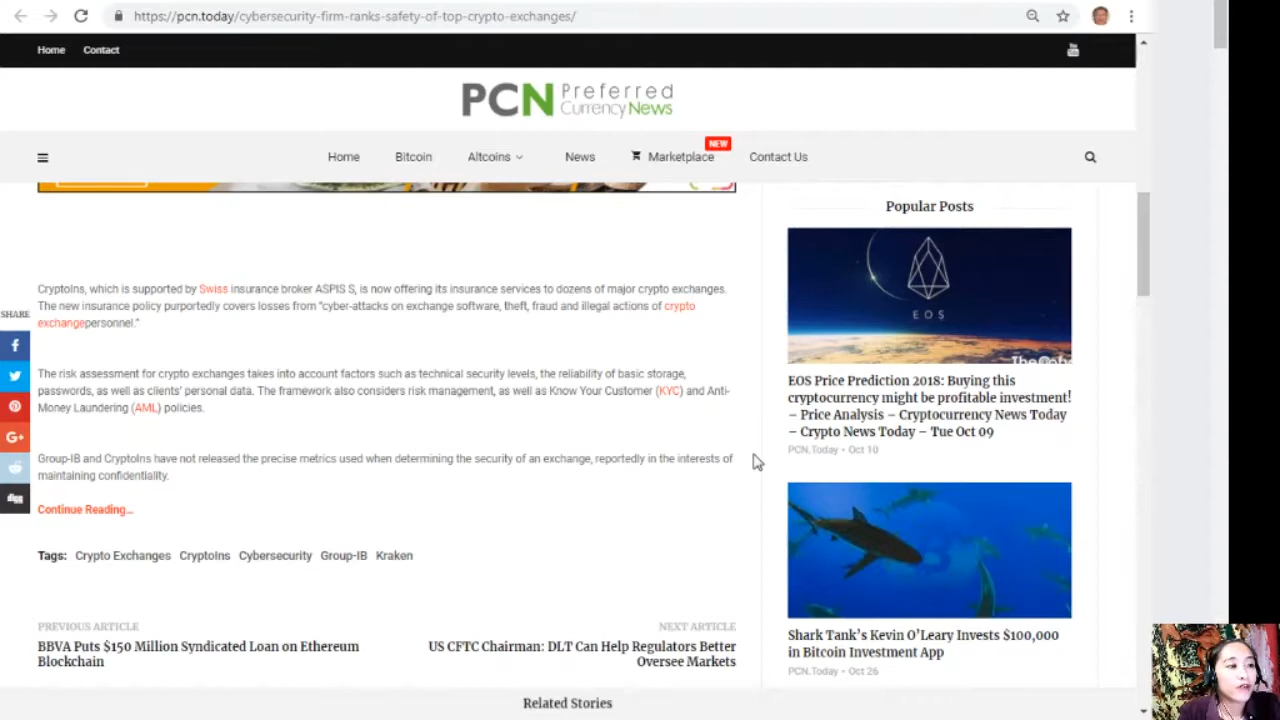 https://pcn.today/cybersecurity-firm-ranks-safety-of-top-crypto-exchanges/
Home Contact
PCN Preferred
Currency News
Home Bitcoin Altcoins News Marketplace NEW Contact Us
Popular Posts
EOS
CryptoIns, which is supported by Swiss insurance broker ASPIS S, is now offering its insurance services to dozens of major crypto exchanges.
The new insurance policy purportedly covers losses from "cyber-attacks on exchange software, theft, fraud and illegal actions of crypto
exchangepersonnel."
SHARE
The risk assessment for crypto exchanges takes into account factors such as technical security levels, the reliability of basic storage,
passwords, as well as clients' personal data. The framework also considers risk management, as well as Know Your Customer (KYC) and Anti-
Money Laundering (AML) policies.
Group-IB and CryptoIns have not released the precise metrics used when determining the security of an exchange, reportedly in the interests of
maintaining confidentiality.
Continue Reading...
Tags: Crypto Exchanges CryptoIns Cybersecurity Group-IB Kraken
PREVIOUS ARTICLE
BBVA Puts $150 Million Syndicated Loan on Ethereum
Blockchain
NEXT ARTICLE
US CFTC Chairman: DLT Can Help Regulators Better
Oversee Markets
EOS Price Prediction 2018: Buying this
cryptocurrency might be profitable investment!
– Price Analysis – Cryptocurrency News Today
– Crypto News Today – Tue Oct 09
PCN.Today - Oct 10
Shark Tank's Kevin O'Leary Invests $100,000
in Bitcoin Investment App
PCN.Today - Oct 26
Related Stories